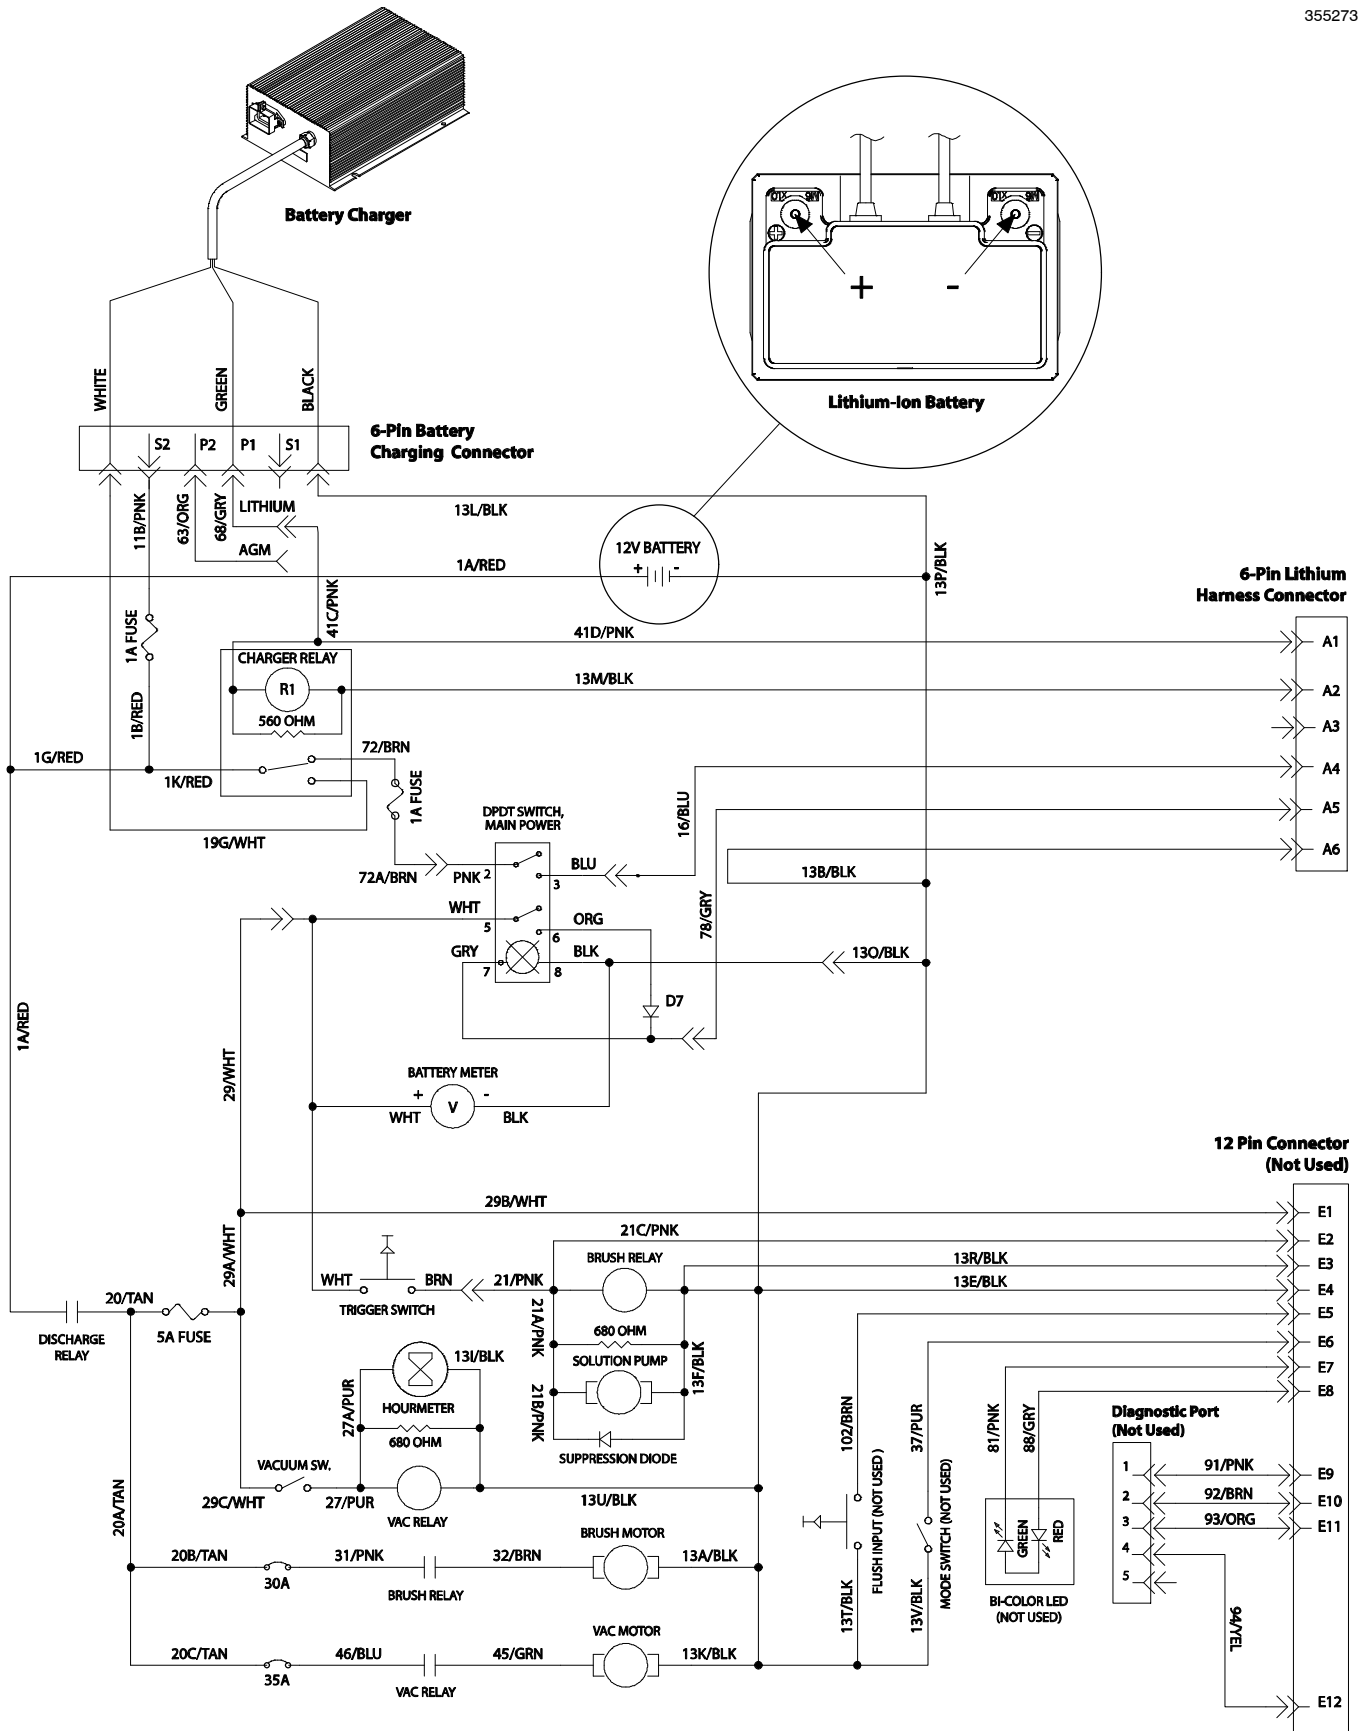 355273
Battery Charger
+ -
Lithium-Ion Battery
WHITE
GREEN
BLACK
6-Pin Battery
Charging Connector
S2
P2
P1
S1
11B/PNK
63/ORG
68/GRY
LITHIUM
AGM
13L/BLK
1A/RED
12V BATTERY
+ -
13P/BLK
6-Pin Lithium
Harness Connector
1A FUSE
41C/PNK
41D/PNK
A1
CHARGER RELAY
R1
560 OHM
13M/BLK
A2
A3
1B/RED
1G/RED
1K/RED
72/BRN
1A FUSE
A4
16/BLU
A5
19G/WHT
DPDT SWITCH,
MAIN POWER
A6
72A/BRN
PNK
2
3
BLU
13B/BLK
78/GRY
WHT
5
6
ORG
GRY
7
8
BLK
13O/BLK
D7
1A/RED
29/WHT
BATTERY METER
+ -
V
WHT
BLK
12 Pin Connector
(Not Used)
29B/WHT
E1
21C/PNK
E2
29A/WHT
BRUSH RELAY
13R/BLK
E3
WHT
BRN
21/PNK
13E/BLK
E4
TRIGGER SWITCH
E5
20/TAN
5A FUSE
DISCHARGE
RELAY
21A/PNK
680 OHM
E6
SOLUTION PUMP
13F/BLK
E7
E8
13I/BLK
27A/PUR
HOURMETER
680 OHM
21B/PNK
SUPPRESSION DIODE
102/BRN
37/PUR
81/PNK
88/GRY
Diagnostic Port
(Not Used)
VACUUM SW.
29C/WHT
27/PUR
VAC RELAY
13U/BLK
1
91/PNK
E9
2
92/BRN
E10
3
93/ORG
E11
4
5
20A/TAN
FLUSH INPUT (NOT USED )
MODE SWITCH (NOT USED)
GREEN
RED
BI-COLOR LED
(NOT USED)
BRUSH MOTOR
20B/TAN
30A
31/PNK
BRUSH RELAY
32/BRN
13A/BLK
13T/BLK
13V/BLK
94/YEL
VAC MOTOR
20C/TAN
35A
46/BLU
VAC RELAY
45/GRN
13K/BLK
E12